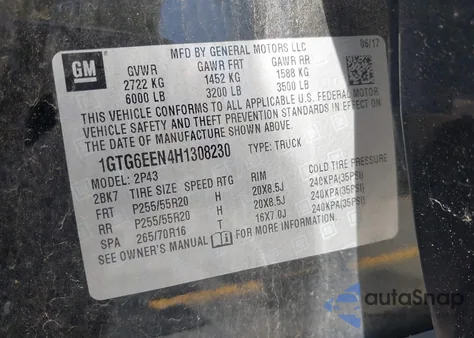 GM
MFD BY GENERAL MOTORS LLC
06/17
GVWR GAWR FRT GAWR RR
2722 KG 1452 KG 1588 KG
6000 LB 3200 LB 3500 LB
THIS VEHICLE CONFORMS TO ALL APPLICABLE U.S. FEDERAL MOTOR
VEHICLE SAFETY AND THEFT PREVENTION STANDARDS IN EFFECT ON
THE DATE OF MANUFACTURE SHOWN ABOVE.
1GTG6EEN4H1308230 TYPE: TRUCK
MODEL: 2P43
2BK7 TIRE SIZE SPEED RTG RIM COLD TIRE PRESSURE
FRT P255/55R20 H 20X8.5J 240KPA(35PSI)
RR P255/55R20 H 20X8.5J 240KPA(35PSI)
SPA 265/70R16 T 16X7.0J 240KPA(35PSI)
SEE OWNER'S MANUAL FOR MORE INFORMATION
autoSnap